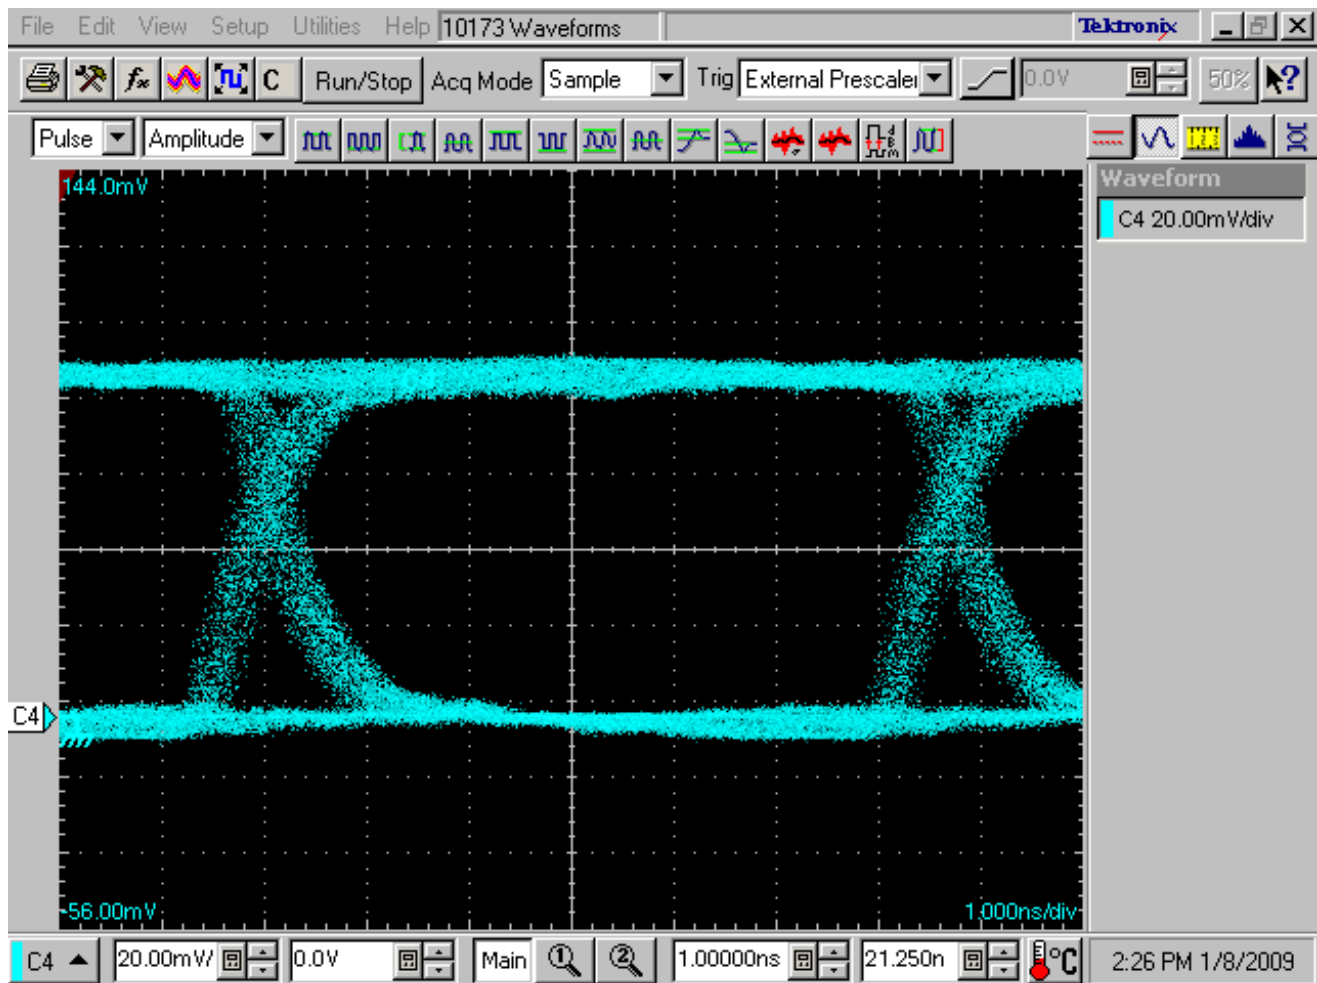 File Edit View Setup Utilities Help 10173 Waveforms Tektronix
C Run/Stop Acq Mode Sample Trig External Prescaler 0.0V 50%
Pulse Amplitude
144.0mV
Waveform
C4 20.00mV/div
C4
-56.00mV
1.000ns/div
C4 20.00mV/ 0.0V Main 1 2 1.00000ns 21.250n °C 2:26 PM 1/8/2009